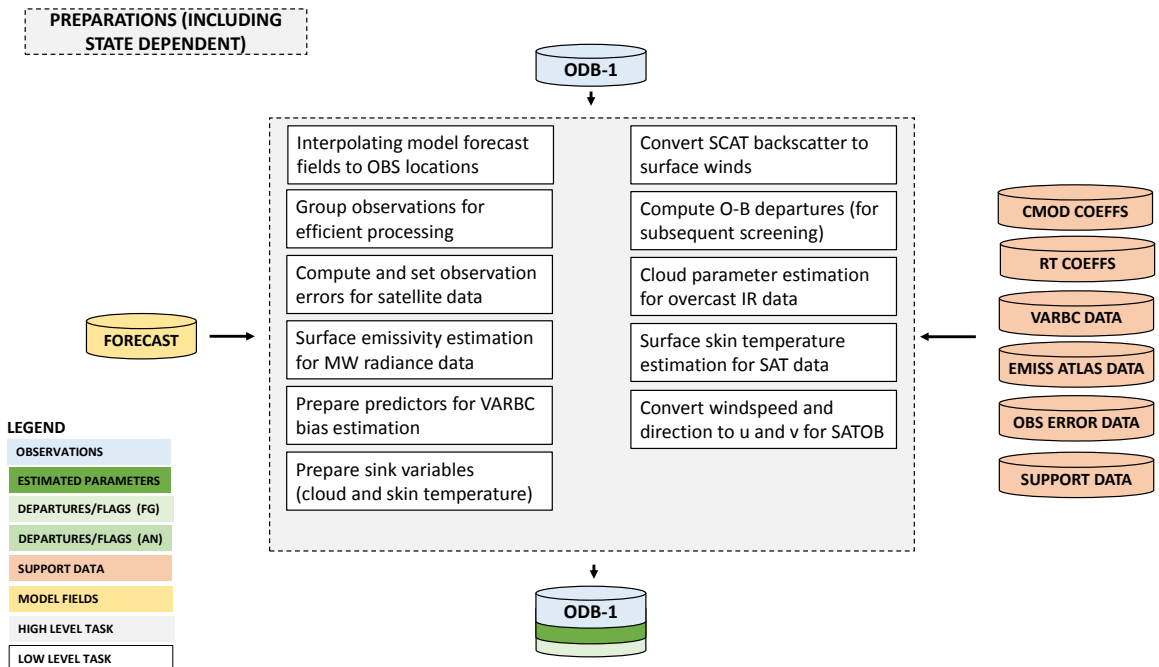 PREPARATIONS (INCLUDING
STATE DEPENDENT)
ODB-1
Interpolating model forecast
fields to OBS locations
Group observations for
efficient processing
Compute and set observation
errors for satellite data
Surface emissivity estimation
for MW radiance data
Prepare predictors for VARBC
bias estimation
Prepare sink variables
(cloud and skin temperature)
Convert SCAT backscatter to
surface winds
Compute O-B departures (for
subsequent screening)
Cloud parameter estimation
for overcast IR data
Surface skin temperature
estimation for SAT data
Convert windspeed and
direction to u and v for SATOB
FORECAST
CMOD COEFFS
RT COEFFS
VARBC DATA
EMISS ATLAS DATA
OBS ERROR DATA
SUPPORT DATA
LEGEND
OBSERVATIONS
ESTIMATED PARAMETERS
DEPARTURES/FLAGS (FG)
DEPARTURES/FLAGS (AN)
SUPPORT DATA
MODEL FIELDS
HIGH LEVEL TASK
LOW LEVEL TASK
ODB-1